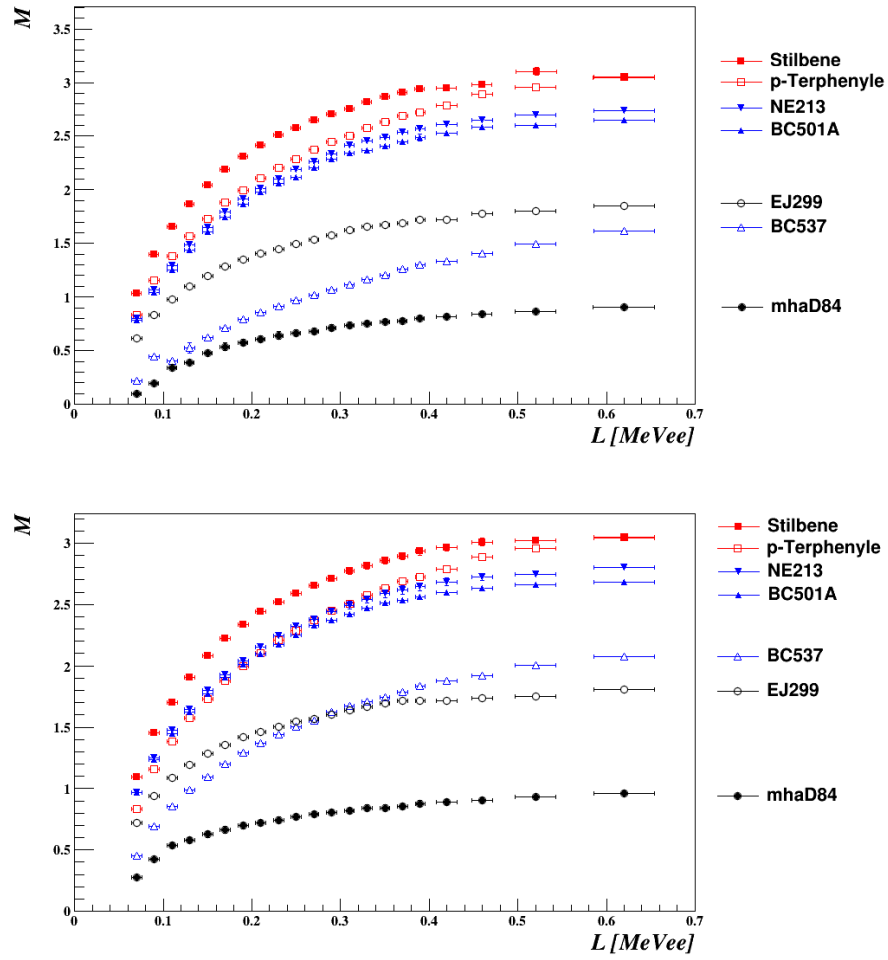 M
3.5
3
2.5
2
1.5
1
0.5
0
0 0.1 0.2 0.3 0.4 0.5 0.6 0.7
L [MeVee]
Stilbene
p-Terphenyle
NE213
BC501A
EJ299
BC537
mhaD84
M
3
2.5
2
1.5
1
0.5
0
0 0.1 0.2 0.3 0.4 0.5 0.6 0.7
L [MeVee]
Stilbene
p-Terphenyle
NE213
BC501A
BC537
EJ299
mhaD84